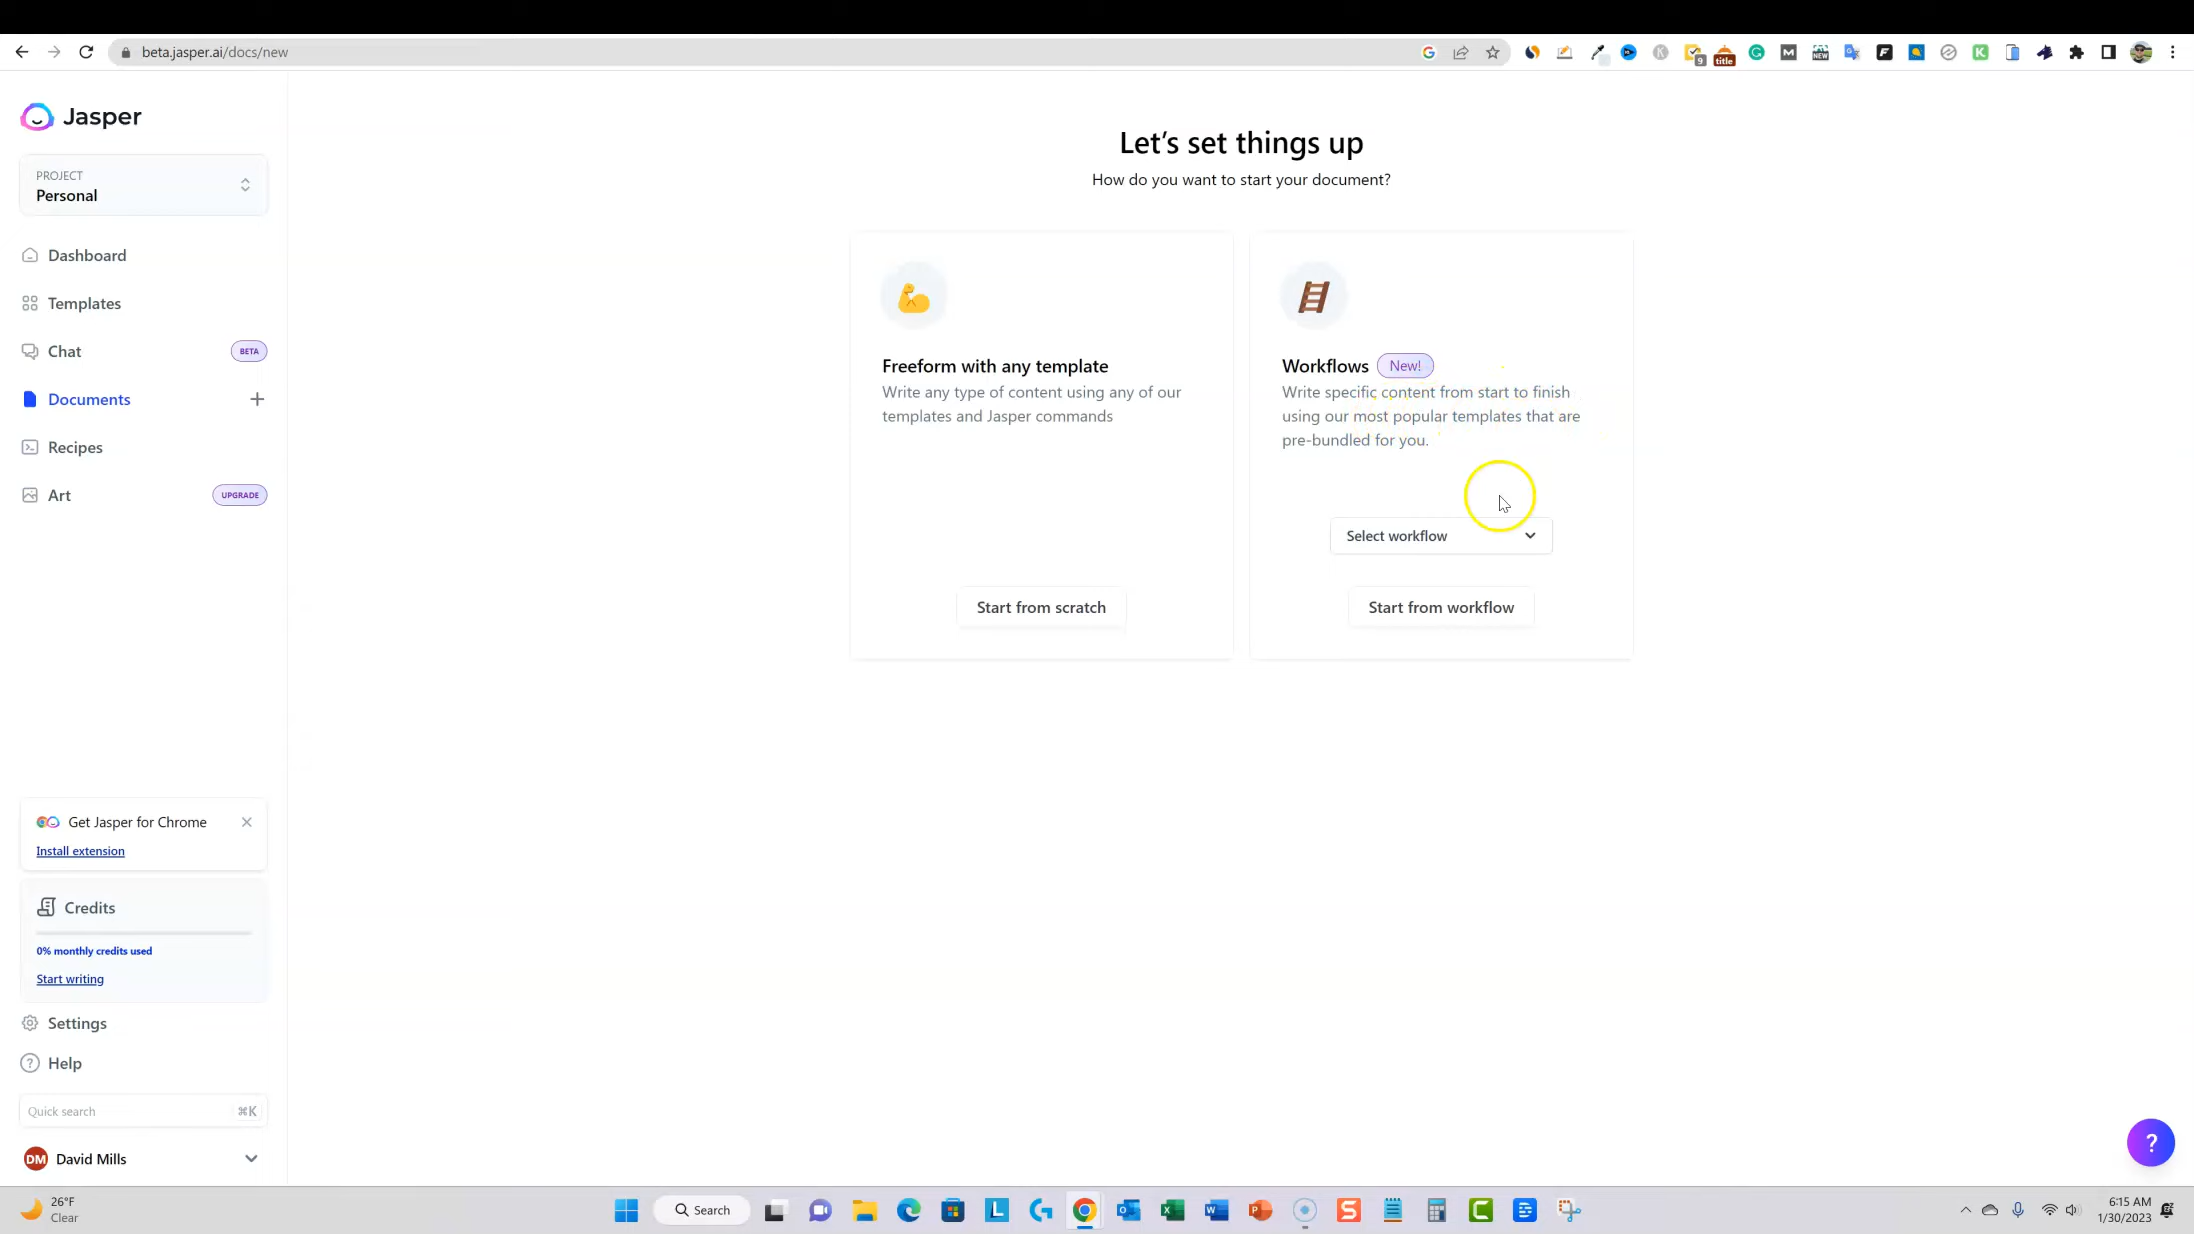 beta.jasper.ai/docs/new
9
title
NEW
Jasper
PROJECT
Personal
Dashboard
Templates
Chat
BETA
Documents
Recipes
Art
UPGRADE
Let's set things up
How do you want to start your document?
Freeform with any template
Write any type of content using any of our
templates and Jasper commands
Start from scratch
Workflows New!
Write specific content from start to finish
using our most popular templates that are
pre-bundled for you.
Select workflow
Start from workflow
Get Jasper for Chrome
Install extension
Credits
0% monthly credits used
Start writing
Settings
Help
Quick search ⌘K
DM David Mills
?
26°F
Clear
Search
6:15 AM
1/30/2023